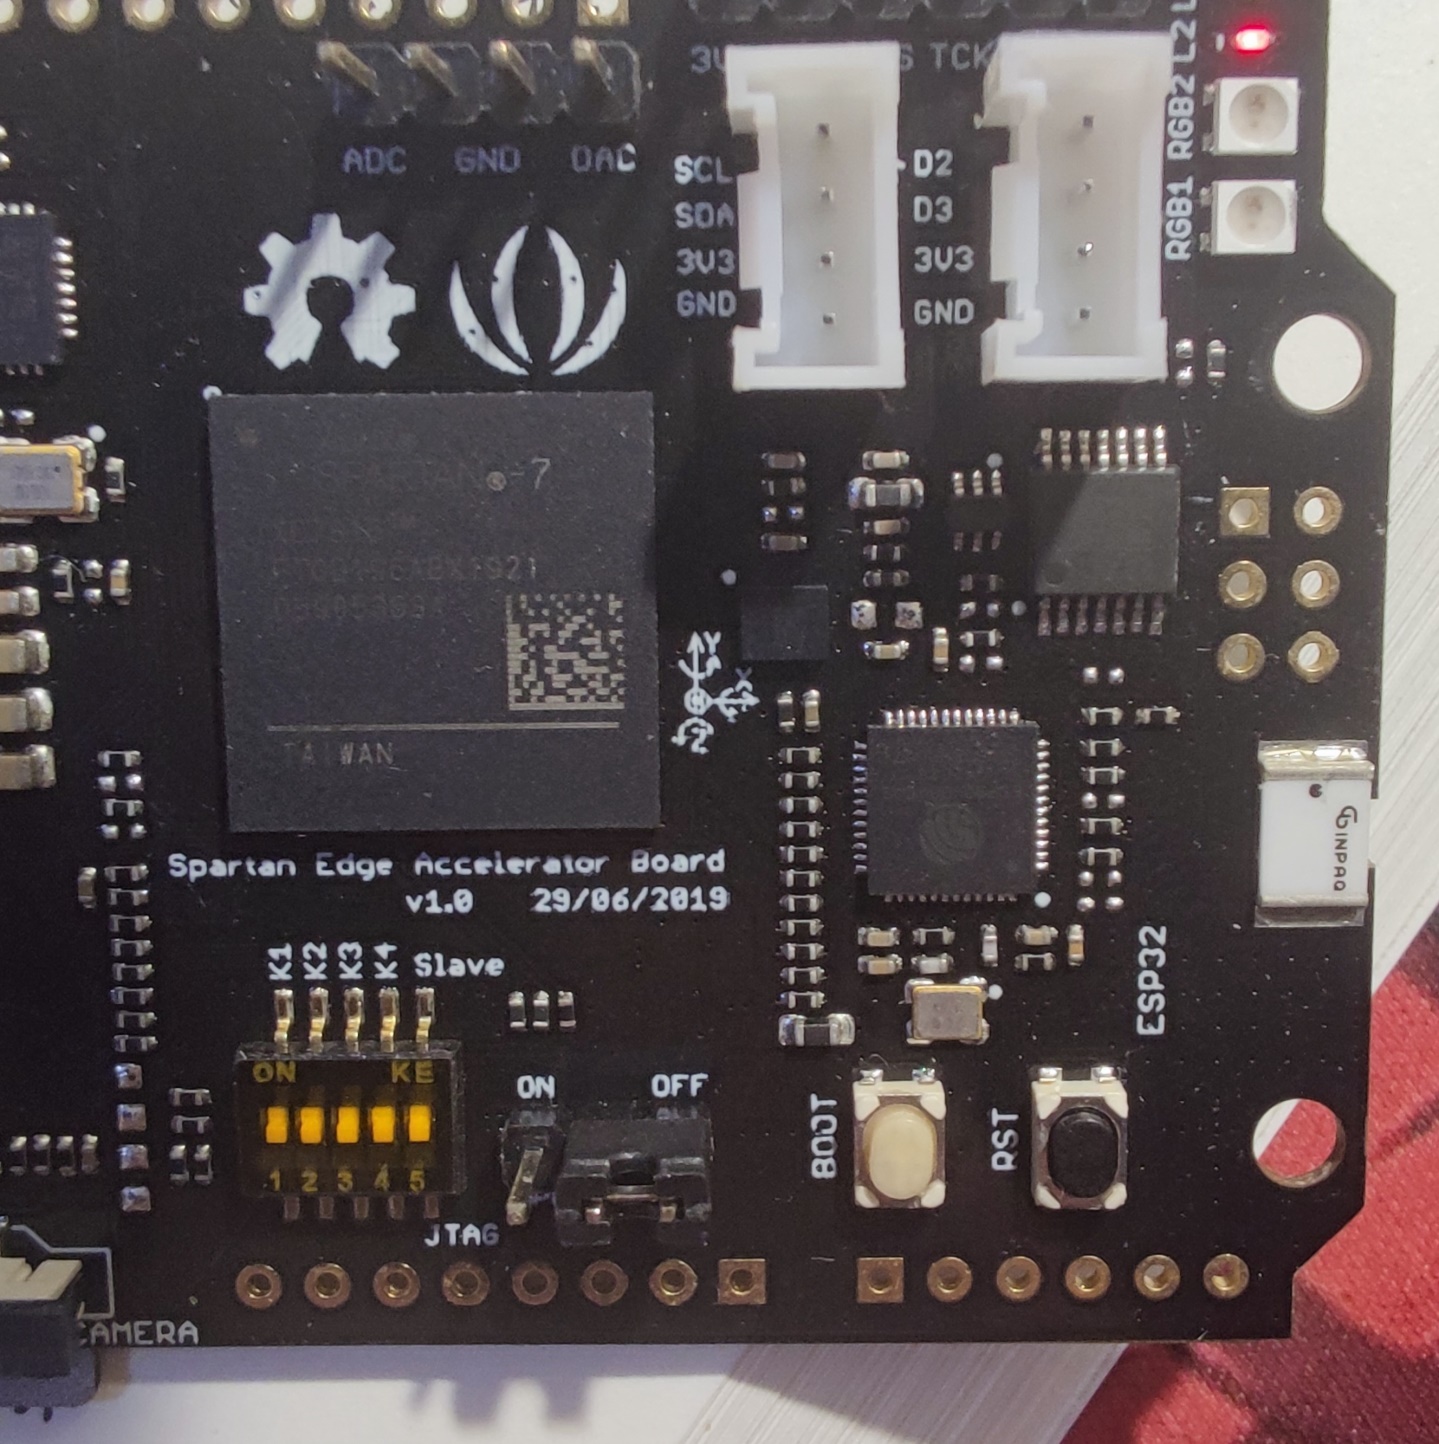 TCK
L2
RGB2
RGB1
ADC GND DAC
SCL
SDA
3V3
GND
D2
D3
3V3
GND
SPARTAN®-7
TAIWAN
Spartan Edge Accelerator Board
v1.0 29/06/2019
K1 K2 K3 K4 Slave
ON KE
1 2 3 4 5
ON OFF
JTAG
BOOT
RST
ESP32
INPAQ
CAMERA